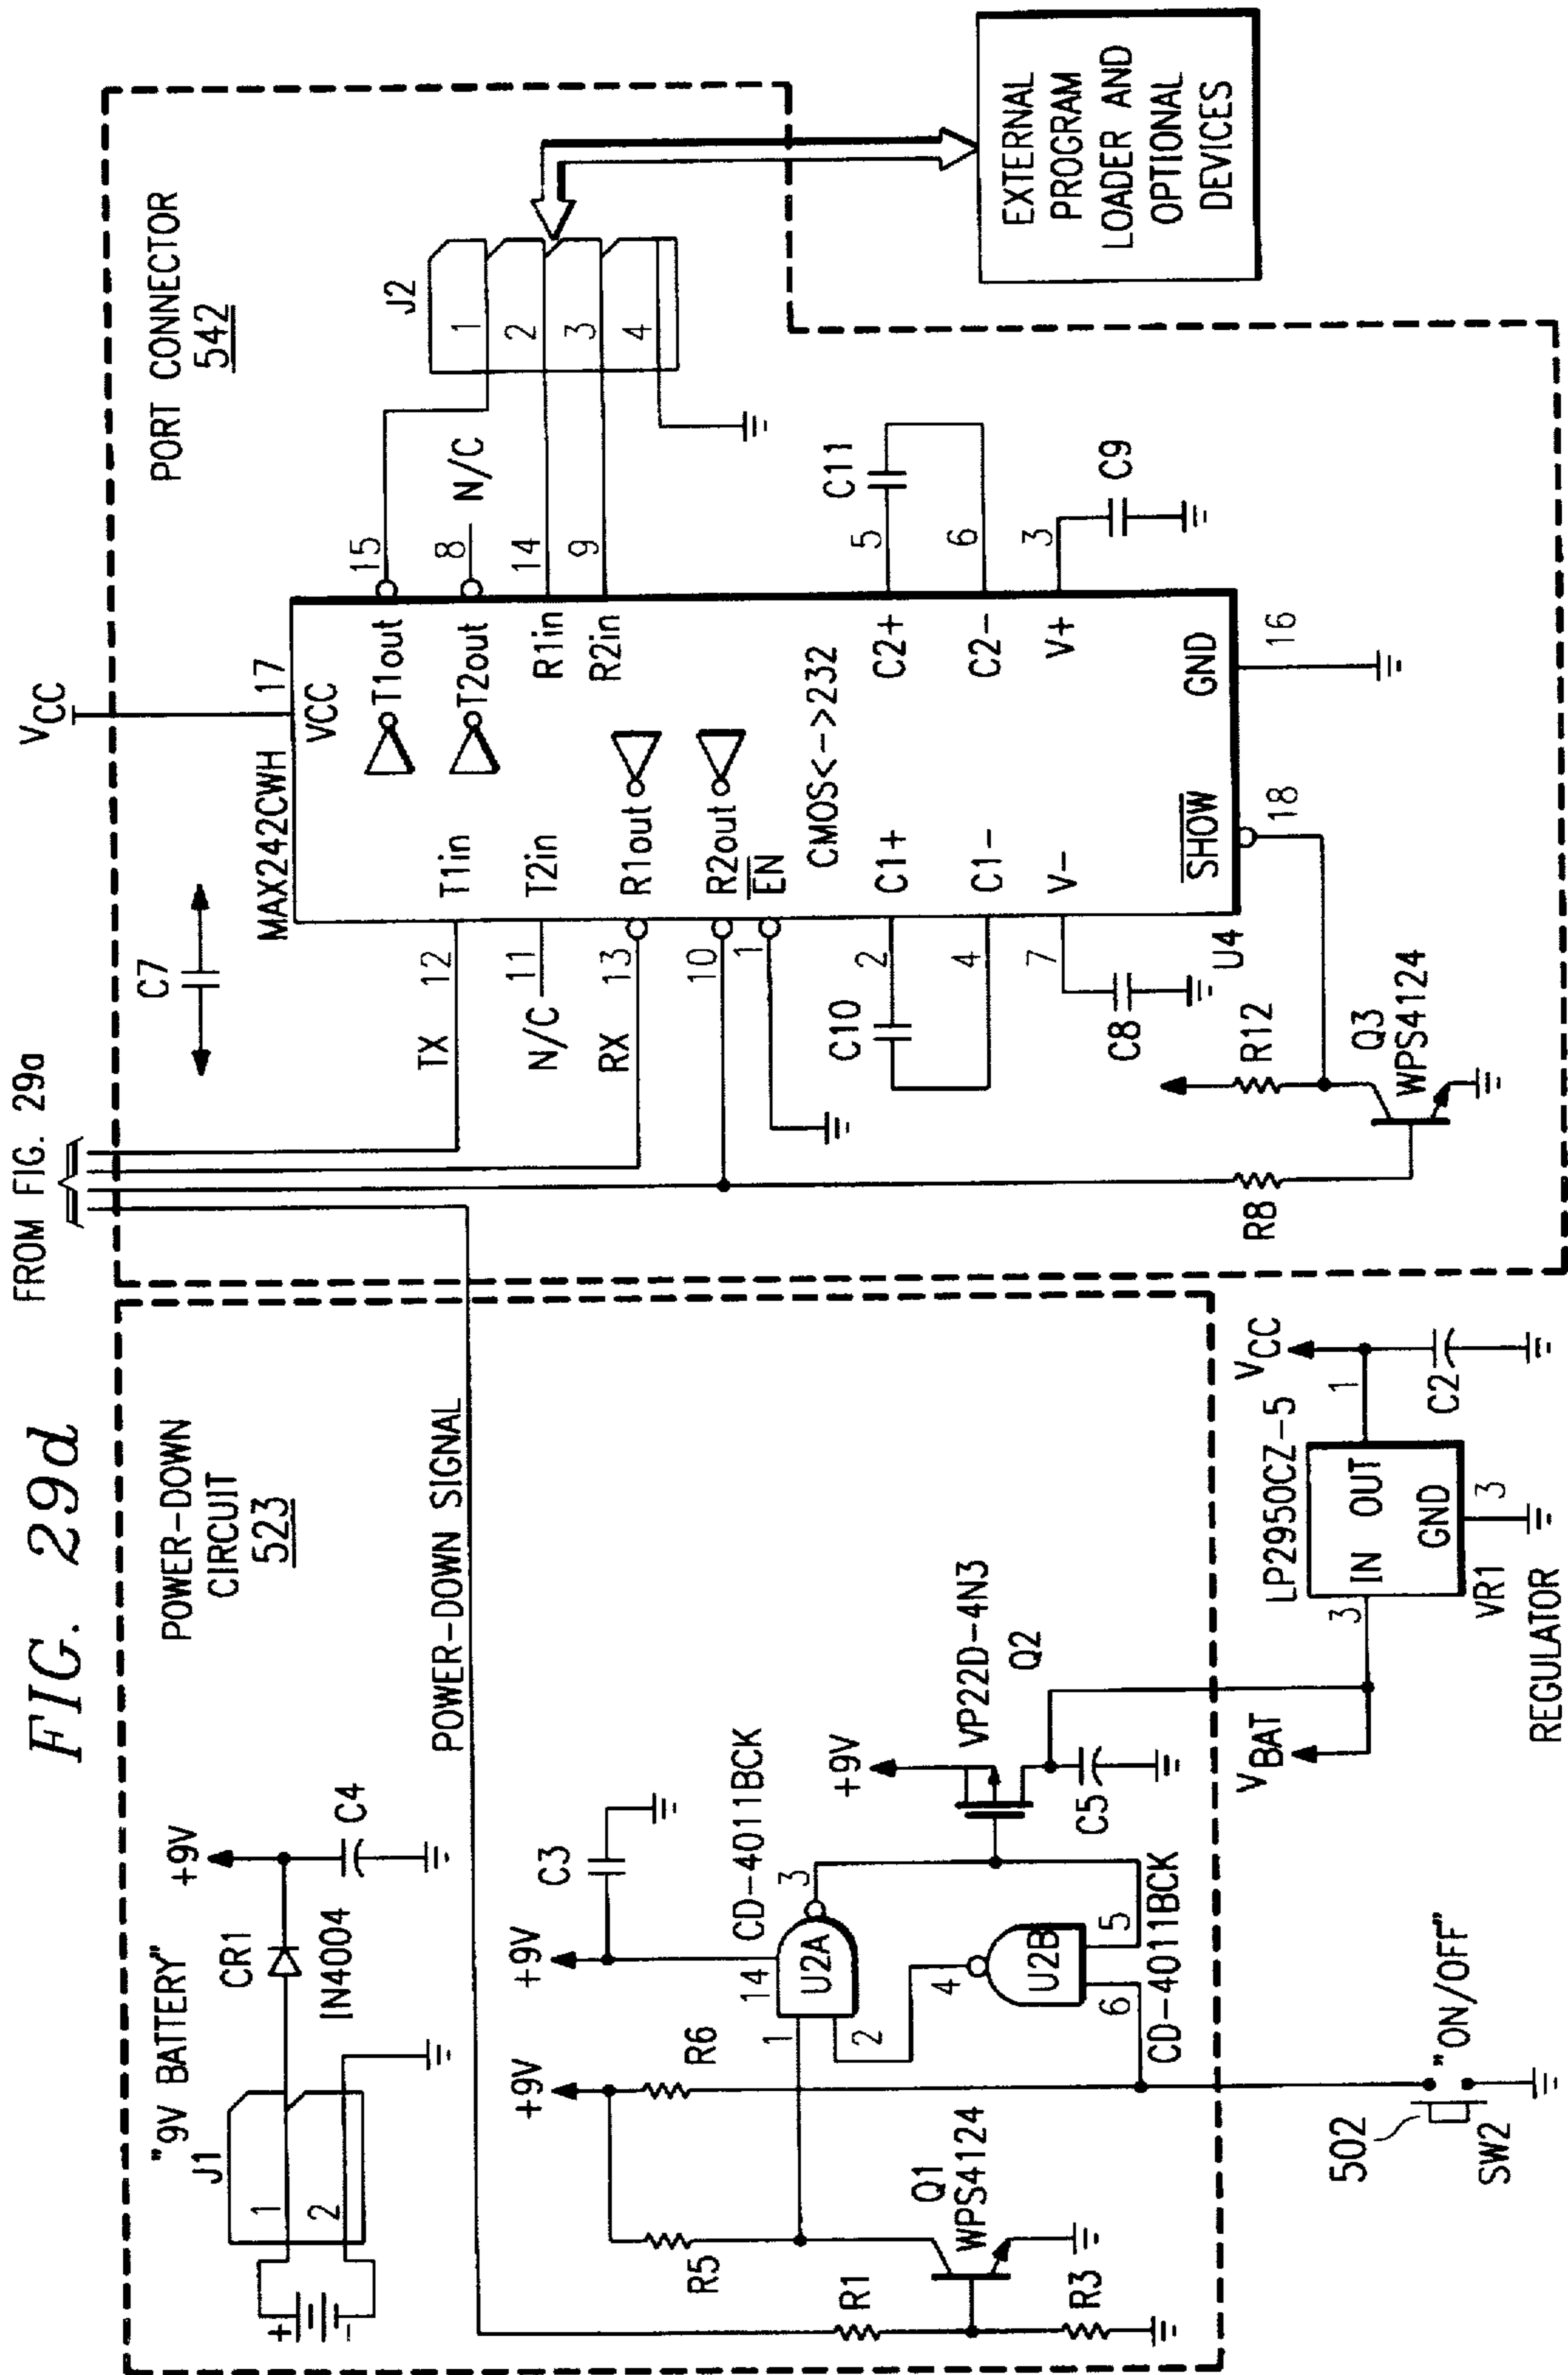 FIG. 29d
FROM FIG. 29a
POWER-DOWN
CIRCUIT
523
"9V BATTERY"
J1
1
2
+
-
CR1
IN4004
+9V
C4
POWER-DOWN SIGNAL
+9V
R5
R6
+9V
C3
CD-4011BCK
14
1
2
U2A
3
4
U2B
6
5
CD-4011BCK
+9V
VP22D-4N3
Q2
C5
R1
R3
Q1
WPS4124
502
SW2
"ON/OFF"
VBAT
LP2950CZ-5
3
IN OUT
GND
1
3
VR1
REGULATOR
VCC
C2
PORT CONNECTOR
542
VCC
17
C7
MAX242CWH
VCC
TX
12
T1in
T1out
15
N/C
11
T2in
T2out
8
N/C
RX
13
R1out
R1in
14
10
R2out
R2in
9
1
EN
CMOS<->232
C10
2
C1+
C2+
5
C11
4
C1-
C2-
6
7
V-
V+
3
C8
C9
U4
SHOW
18
GND
16
R8
R12
Q3
WPS4124
J2
1
2
3
4
EXTERNAL
PROGRAM
LOADER AND
OPTIONAL
DEVICES